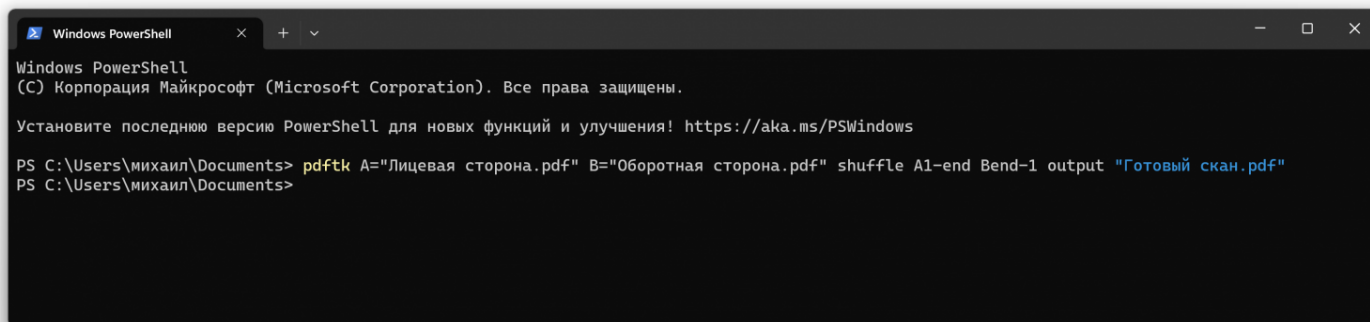 Windows PowerShell
Windows PowerShell
(C) Корпорация Майкрософт (Microsoft Corporation). Все права защищены.
Установите последнюю версию PowerShell для новых функций и улучшения! https://aka.ms/PSWindows
PS C:\Users\михаил\Documents> pdftk A="Лицевая сторона.pdf" B="Оборотная сторона.pdf" shuffle A1-end Bend-1 output "Готовый скан.pdf"
PS C:\Users\михаил\Documents>